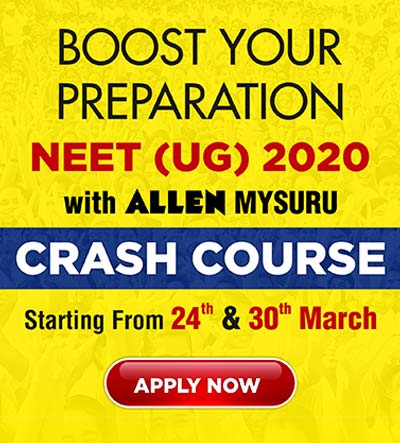 BOOST YOUR
PREPARATION
NEET (UG) 2020
with ALLEN MYSURU
CRASH COURSE
Starting From 24th & 30th March
APPLY NOW